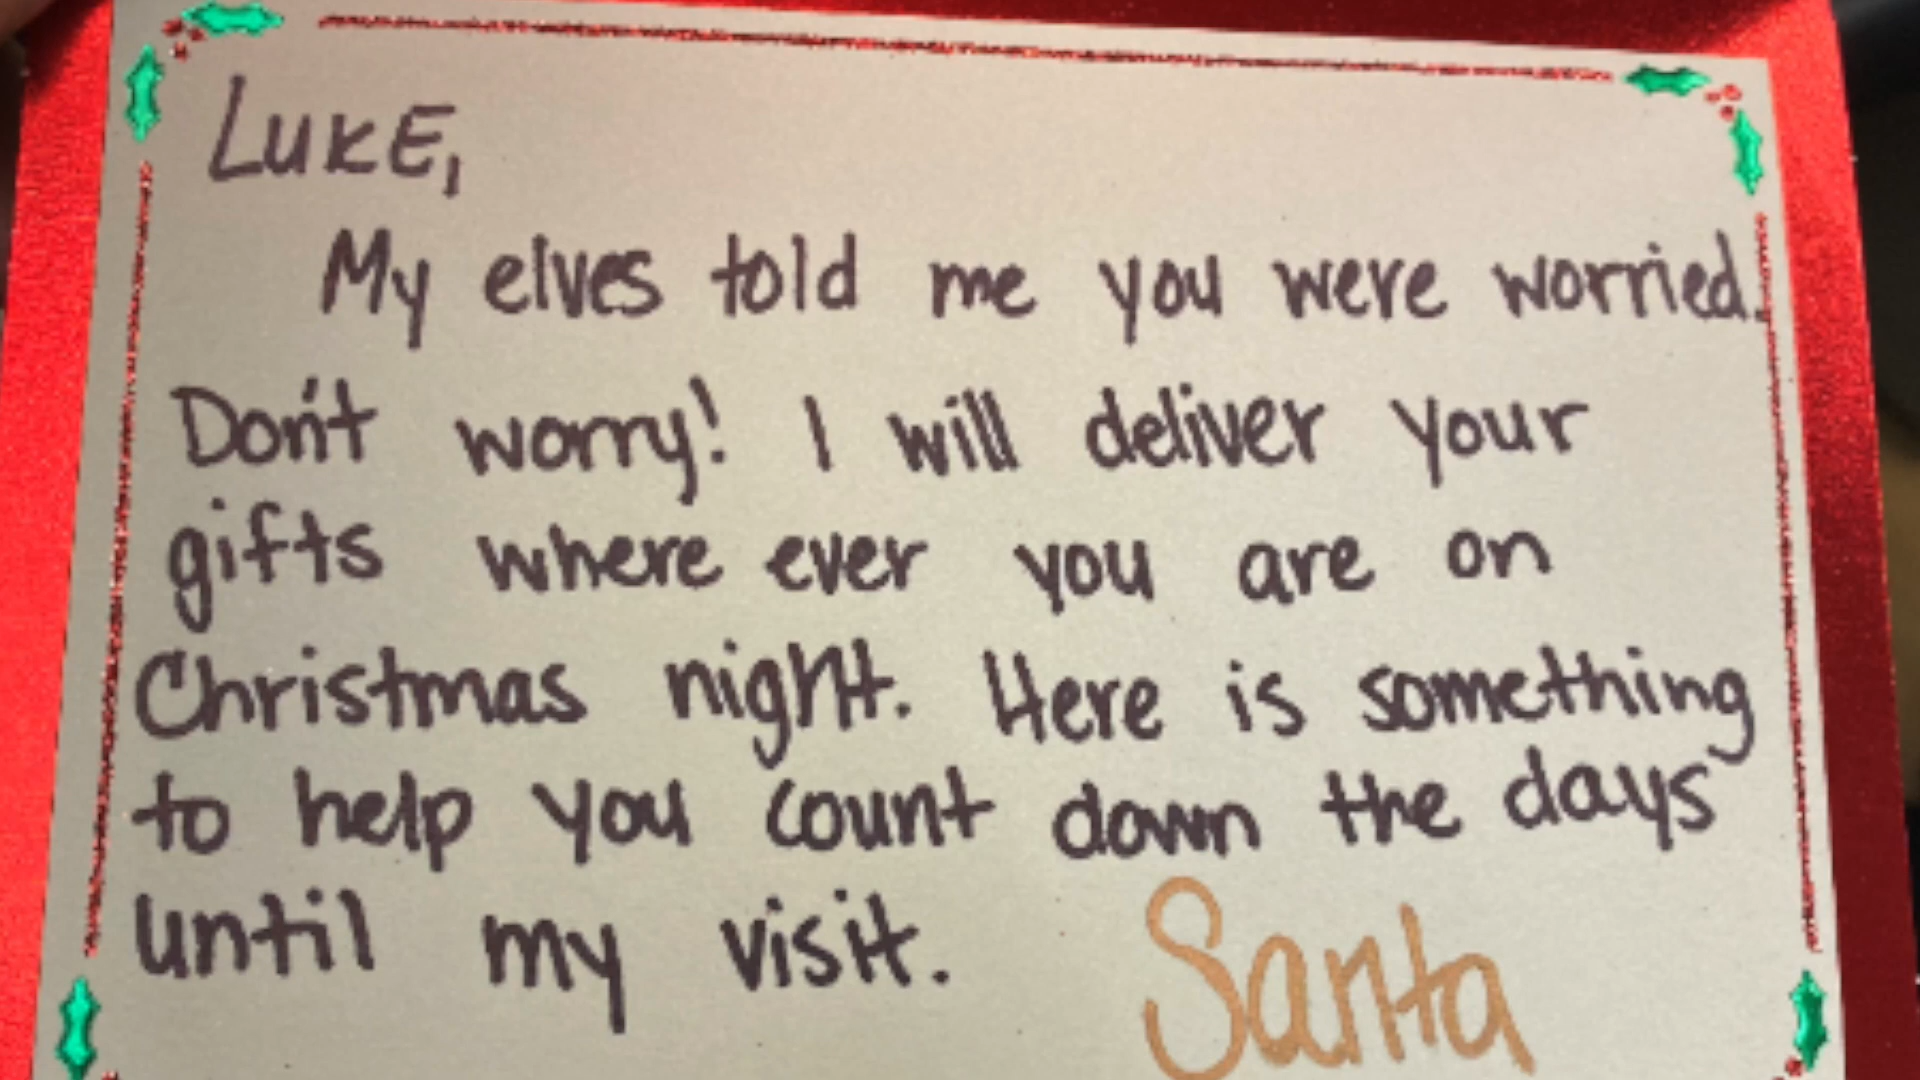 LUKE,
My elves told me you were worried.
Don't worry! I will deliver your
gifts where ever you are on
Christmas night. Here is something
to help you count down the days
until my visit.
Santa